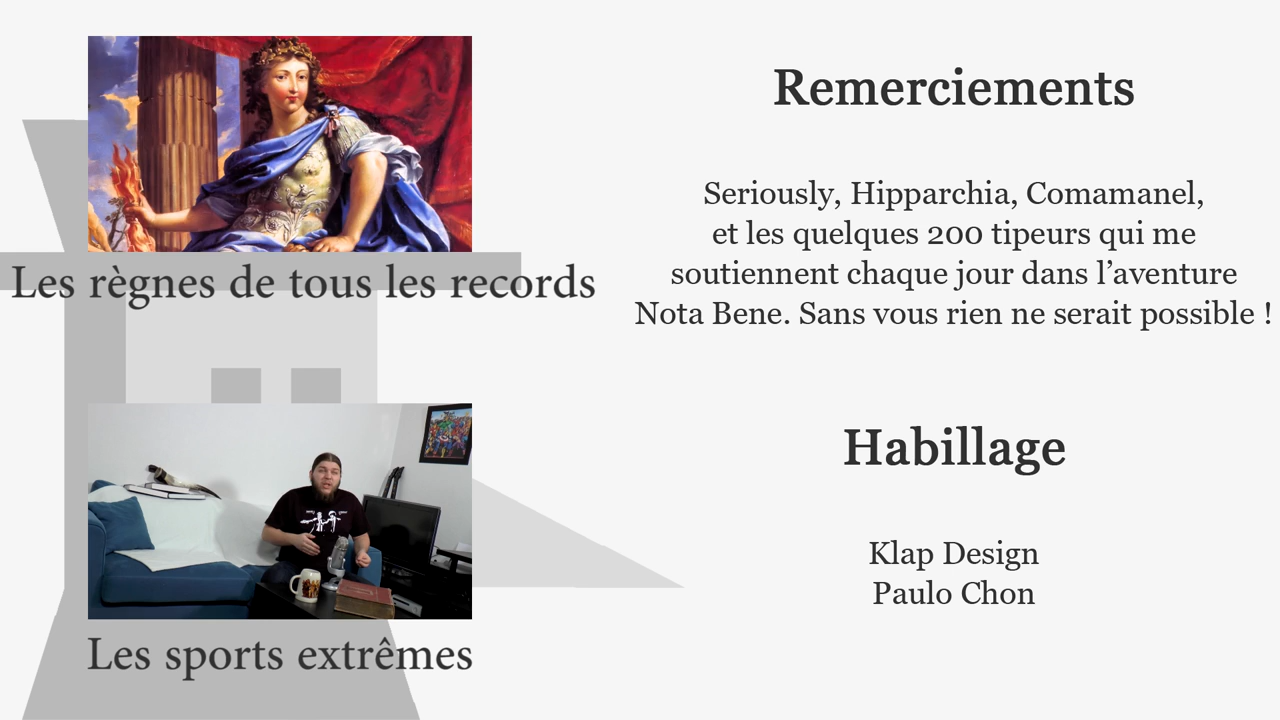 Les règnes de tous les records
Les sports extrêmes
Remerciements
Seriously, Hipparchia, Comamanel,
et les quelques 200 tipeurs qui me
soutiennent chaque jour dans l’aventure
Nota Bene. Sans vous rien ne serait possible !
Habillage
Klap Design
Paulo Chon